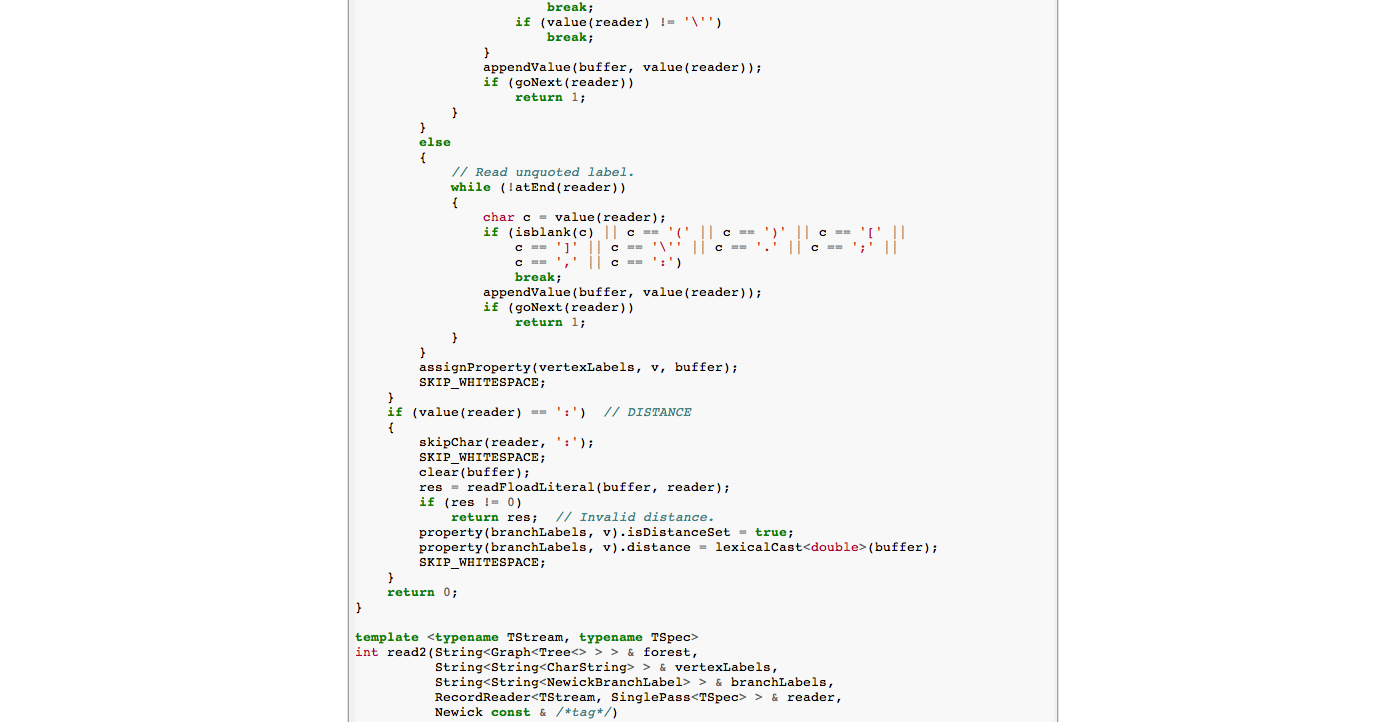 break;
if (value(reader) != '\'')
break;
}
appendValue(buffer, value(reader));
if (goNext(reader))
return 1;
}
}
else
{
// Read unquoted label.
while (!atEnd(reader))
{
char c = value(reader);
if (isblank(c) || c == '(' || c == ')' || c == '[' ||
c == ']' || c == '\'' || c == '.' || c == ';' ||
c == ',' || c == ':')
break;
appendValue(buffer, value(reader));
if (goNext(reader))
return 1;
}
}
assignProperty(vertexLabels, v, buffer);
SKIP_WHITESPACE;
}
if (value(reader) == ':')  // DISTANCE
{
skipChar(reader, ':');
SKIP_WHITESPACE;
clear(buffer);
res = readFloadLiteral(buffer, reader);
if (res != 0)
return res;  // Invalid distance.
property(branchLabels, v).isDistanceSet = true;
property(branchLabels, v).distance = lexicalCast<double>(buffer);
SKIP_WHITESPACE;
}
return 0;
}
template <typename TStream, typename TSpec>
int read2(String<Graph<Tree<> > > & forest,
String<String<CharString> > & vertexLabels,
String<String<NewickBranchLabel> > & branchLabels,
RecordReader<TStream, SinglePass<TSpec> > & reader,
Newick const & /*tag*/)